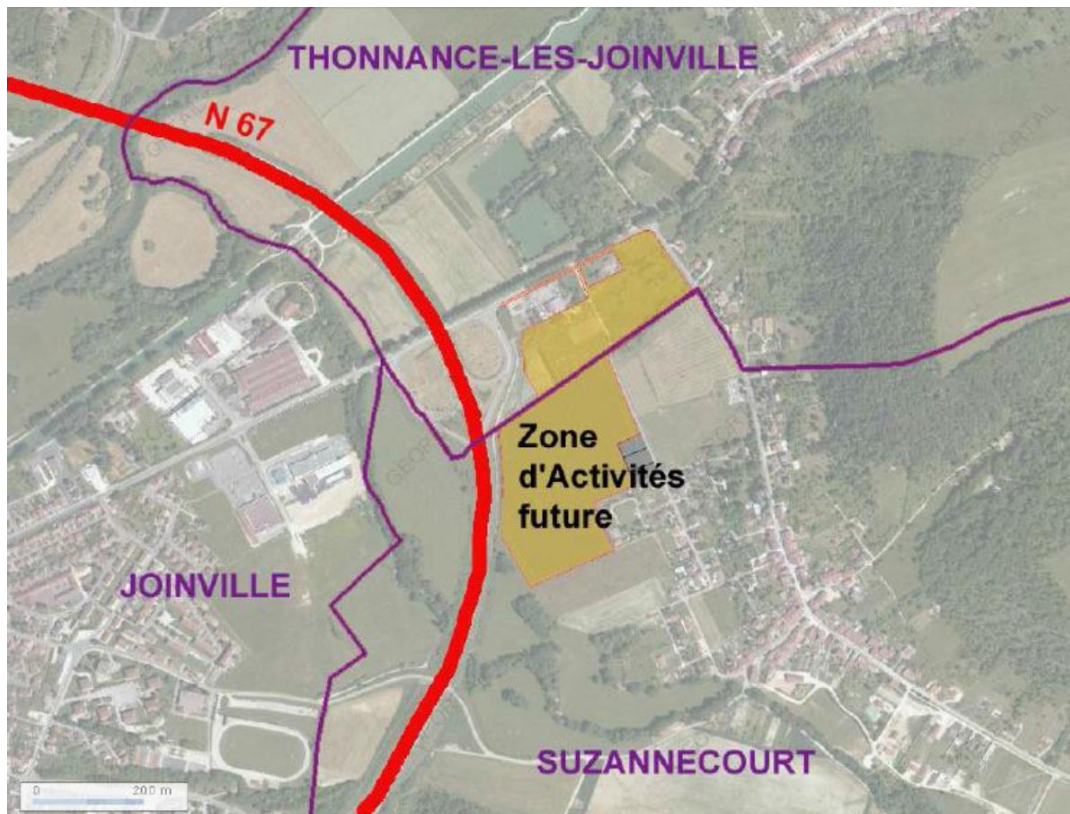 THONNANCE-LES-JOINVILLE
N 67
Zone
d'Activités
future
JOINVILLE
SUZANNECOURT
0 200 m